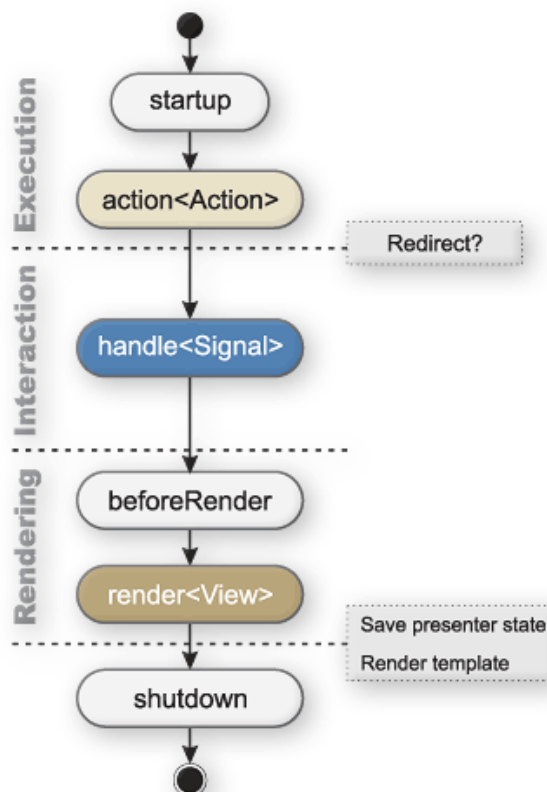 Execution
startup
action<Action>
Redirect?
Interaction
handle<Signal>
Rendering
beforeRender
render<View>
Save presenter state
Render template
shutdown